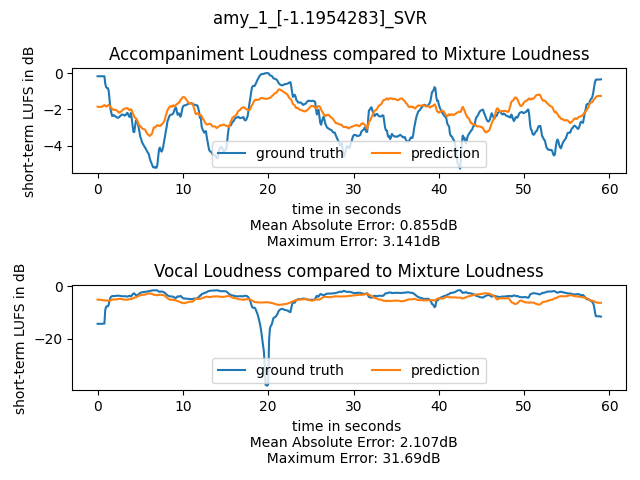 amy_1_[-1.1954283]_SVR
Accompaniment Loudness compared to Mixture Loudness
short-term LUFS in dB
0
−2
−4
ground truth
prediction
0 10 20 30 40 50 60
time in seconds
Mean Absolute Error: 0.855dB
Maximum Error: 3.141dB
Vocal Loudness compared to Mixture Loudness
short-term LUFS in dB
0
−20
ground truth
prediction
0 10 20 30 40 50 60
time in seconds
Mean Absolute Error: 2.107dB
Maximum Error: 31.69dB